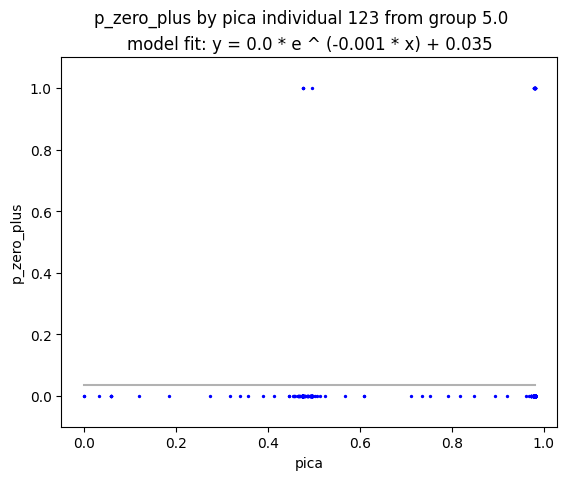 p_zero_plus by pica individual 123 from group 5.0
model fit: y = 0.0 * e ^ (-0.001 * x) + 0.035
p_zero_plus
1.0
0.8
0.6
0.4
0.2
0.0
0.0 0.2 0.4 0.6 0.8 1.0
pica